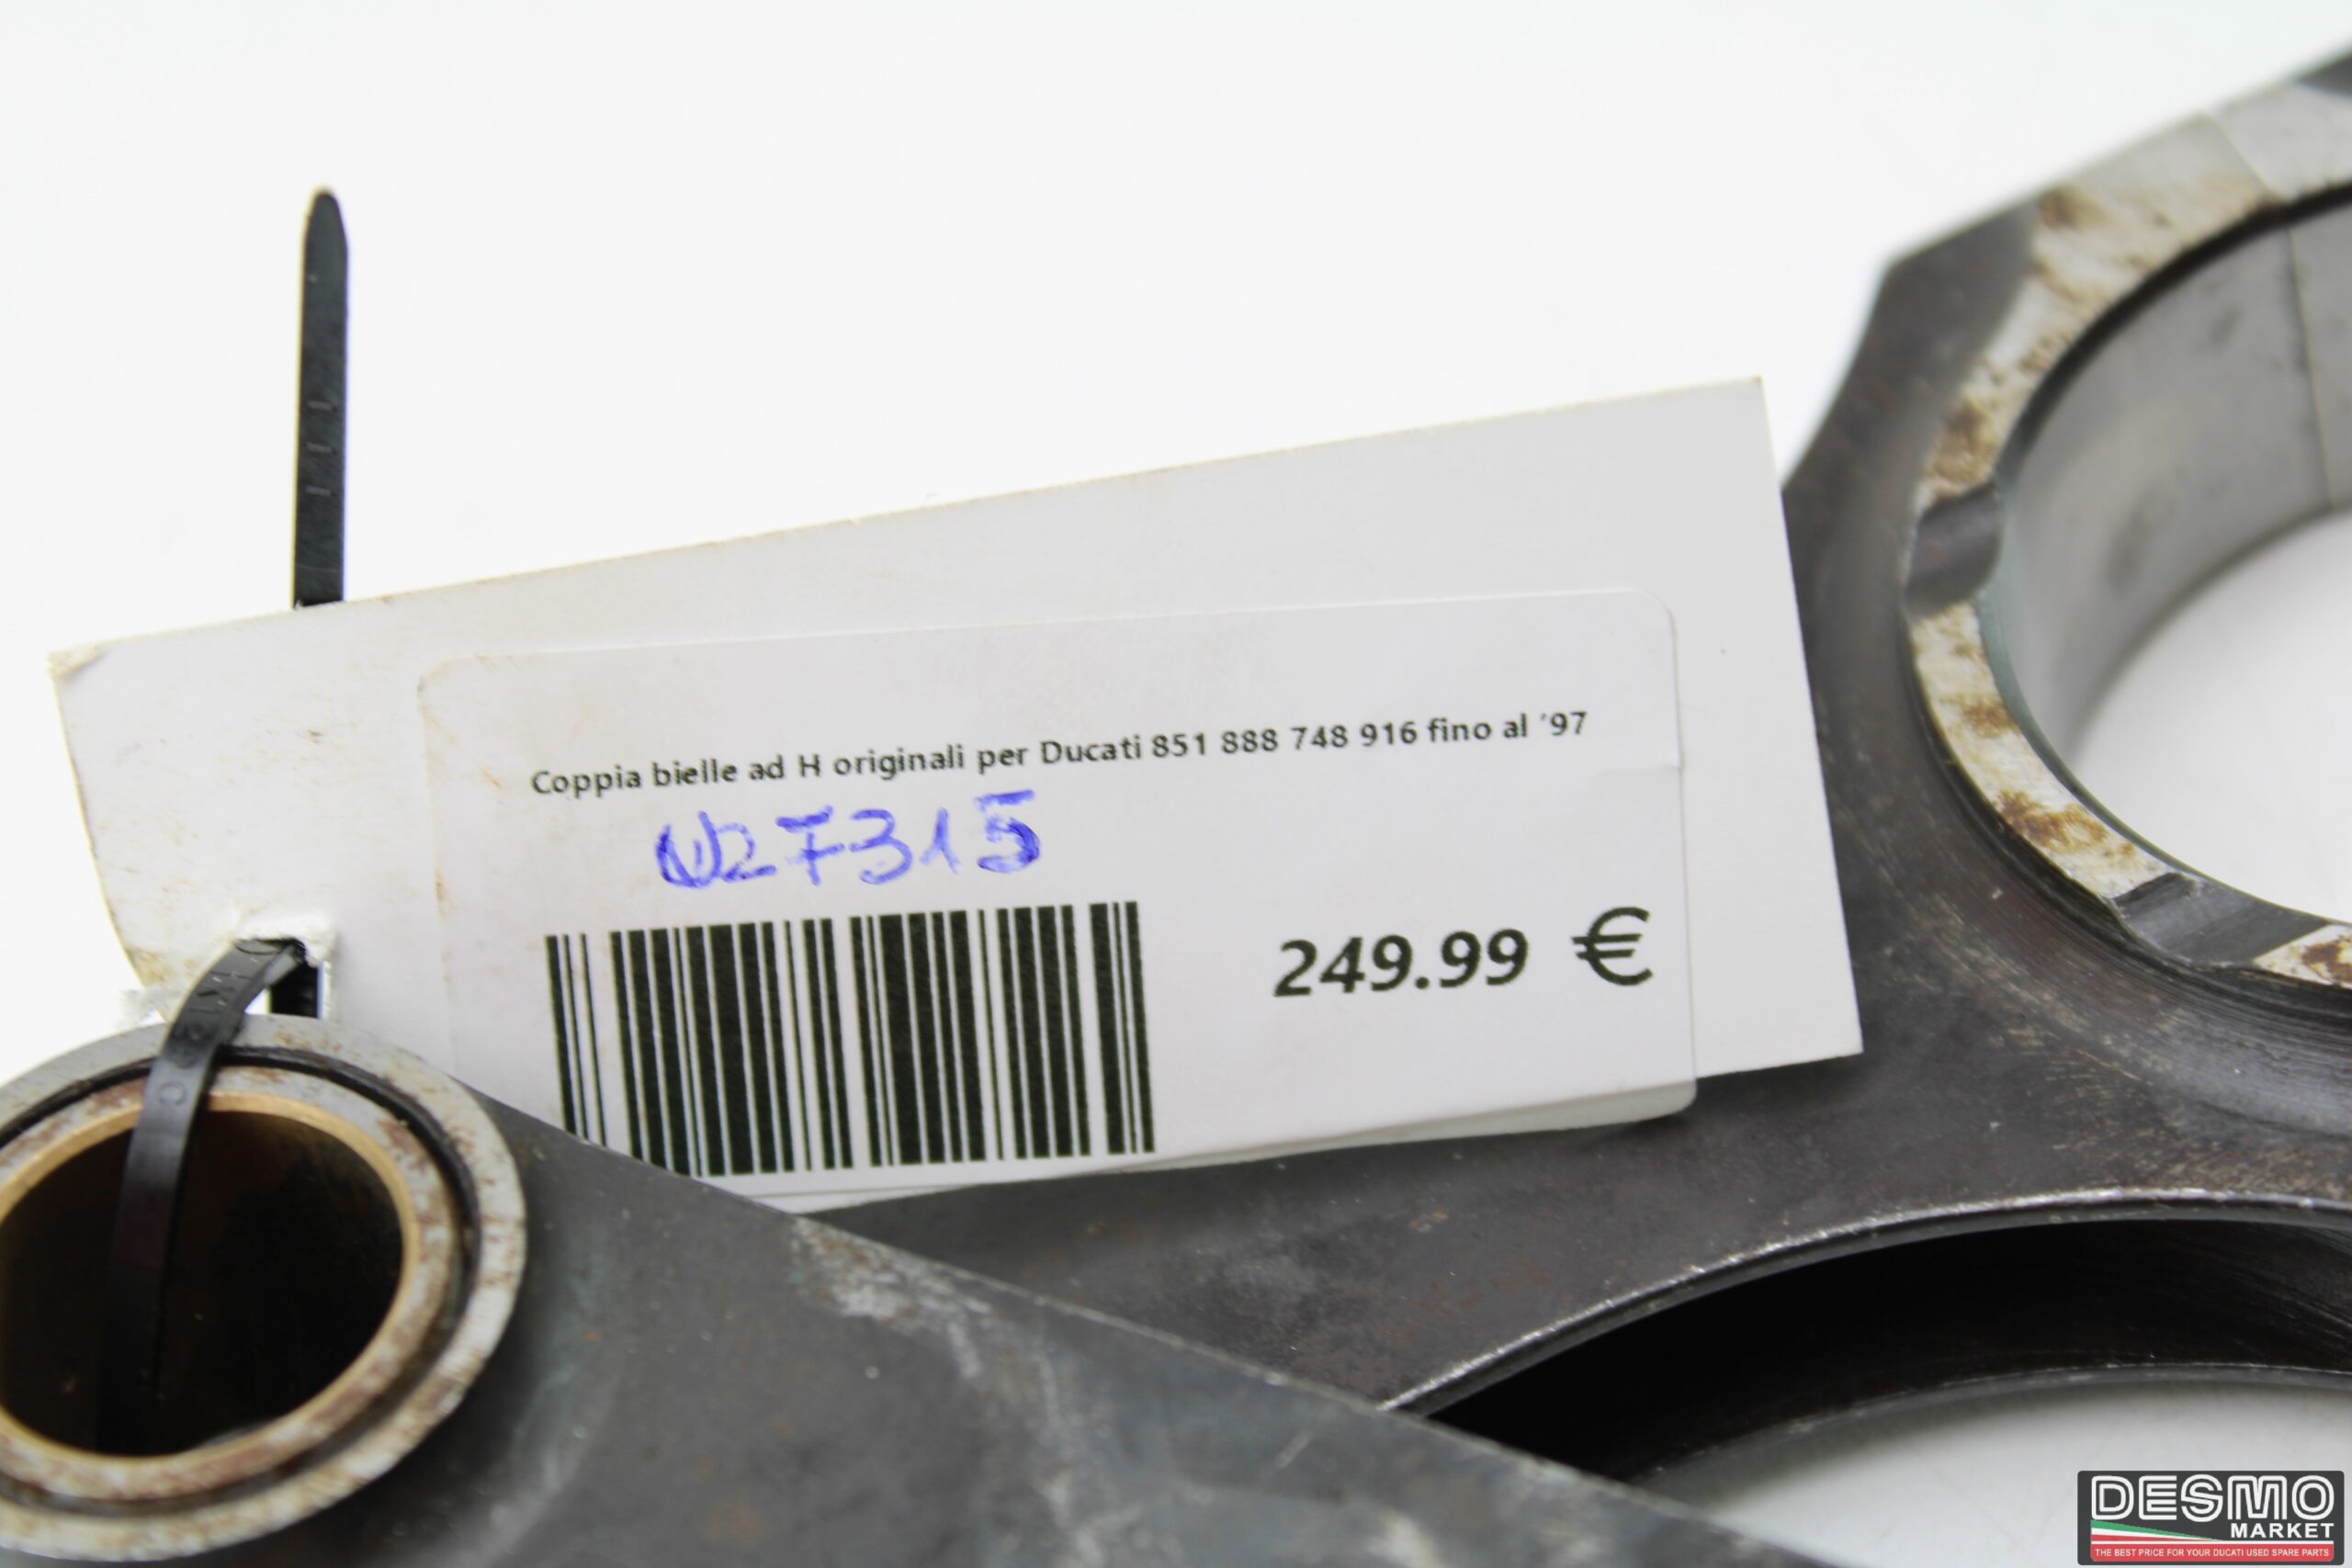 Coppia bielle ad H originali per Ducati 851 888 748 916 fino al '97
N27315
249.99 €
DESMO
MARKET
THE BEST PRICE FOR YOUR DUCATI USED SPARE PARTS